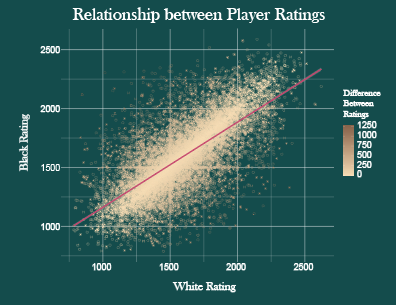 Relationship between Player Ratings
2500
2000
1500
1000
Black Rating
1000 1500 2000 2500
White Rating
Difference
Between
Ratings
1250
1000
750
500
250
0